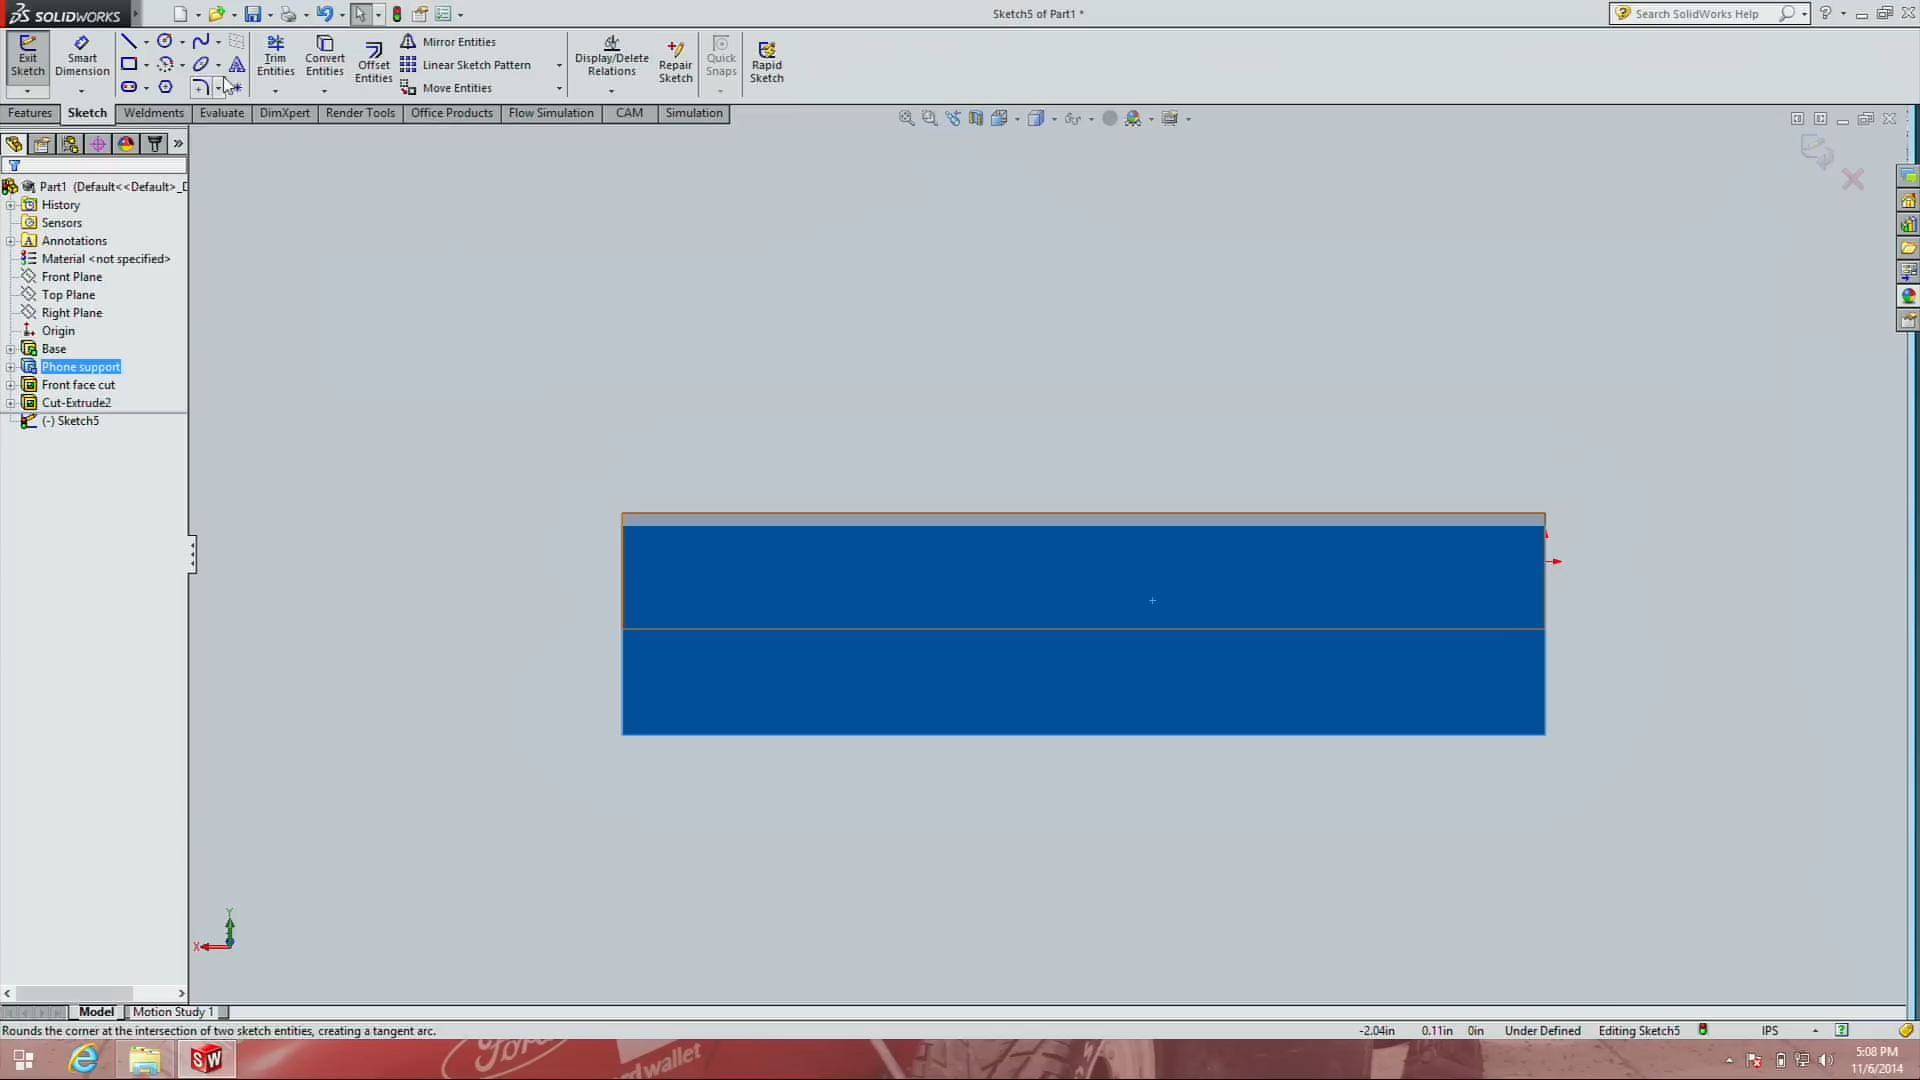 SOLIDWORKS
Sketch5 of Part1 *
Search SolidWorks Help
Exit Sketch
Smart Dimension
Trim Entities
Convert Entities
Offset Entities
Mirror Entities
Linear Sketch Pattern
Move Entities
Display/Delete Relations
Repair Sketch
Quick Snaps
Rapid Sketch
Features
Sketch
Weldments
Evaluate
DimXpert
Render Tools
Office Products
Flow Simulation
CAM
Simulation
Part1 (Default<<Default>_D
History
Sensors
Annotations
Material <not specified>
Front Plane
Top Plane
Right Plane
Origin
Base
Phone support
Front face cut
Cut-Extrude2
(-) Sketch5
Y
X
Model
Motion Study 1
Rounds the corner at the intersection of two sketch entities, creating a tangent arc.
-2.04in
0.11in
0in
Under Defined
Editing Sketch5
IPS
Ford
rdwallet
SW
5:08 PM
11/6/2014